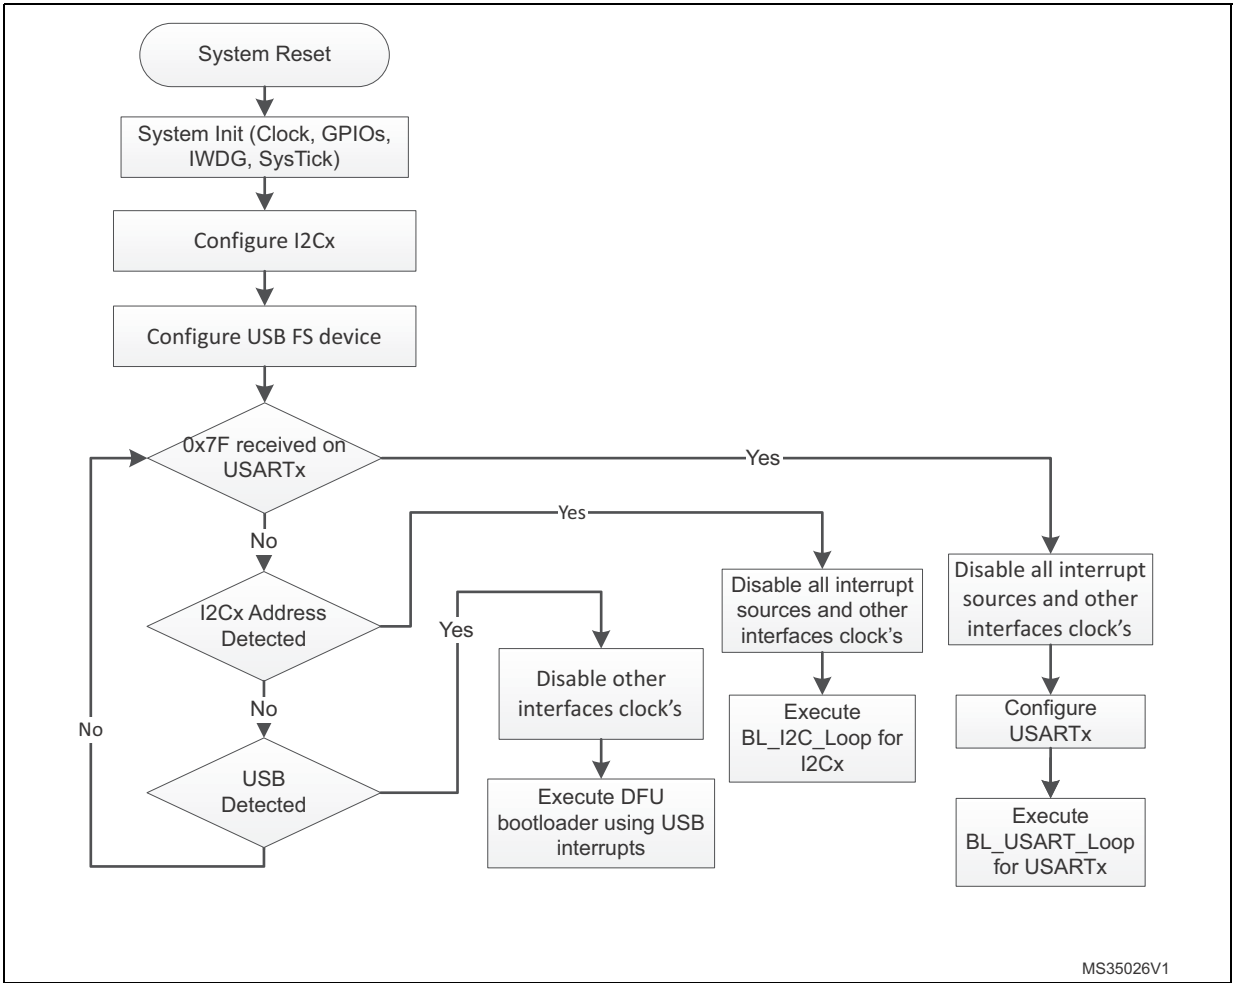 System Reset
System Init (Clock, GPIOs,
IWDG, SysTick)
Configure I2Cx
Configure USB FS device
0x7F received on
USARTx
Yes
No
Yes
I2Cx Address
Detected
Yes
No
No
USB
Detected
Disable other
interfaces clock's
Execute DFU
bootloader using USB
interrupts
Disable all interrupt
sources and other
interfaces clock's
Execute
BL_I2C_Loop for
I2Cx
Disable all interrupt
sources and other
interfaces clock's
Configure
USARTx
Execute
BL_USART_Loop
for USARTx
MS35026V1